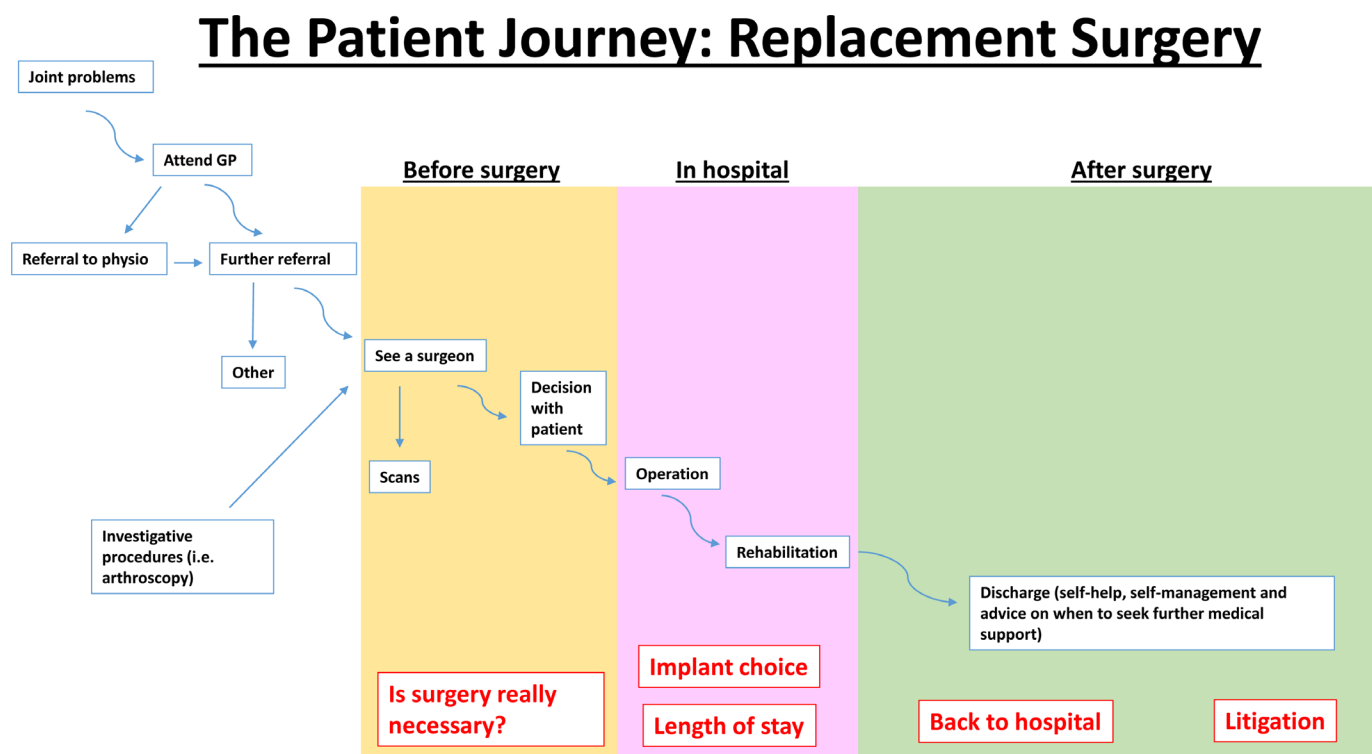 The Patient Journey: Replacement Surgery
Joint problems
Attend GP
Before surgery
In hospital
After surgery
Referral to physio
Further referral
Other
See a surgeon
Decision
with
patient
Scans
Operation
Investigative
procedures (i.e.
arthroscopy)
Rehabilitation
Discharge (self-help, self-management and
advice on when to seek further medical
support)
Is surgery really
necessary?
Implant choice
Length of stay
Back to hospital
Litigation